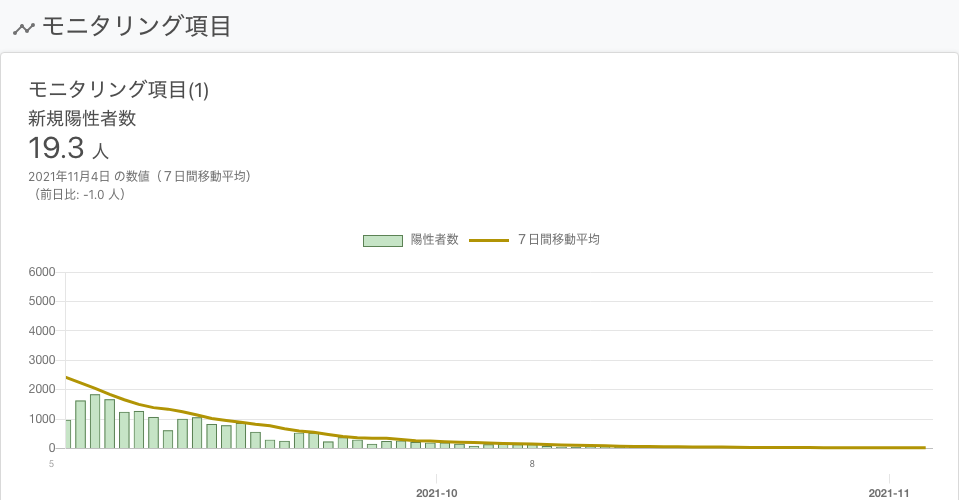 モニタリング項目
モニタリング項目(1)
新規陽性者数
19.3 人
2021年11月4日 の数値（７日間移動平均）
（前日比: -1.0 人）
陽性者数 ７日間移動平均
6000
5000
4000
3000
2000
1000
0
5 8
2021-10 2021-11